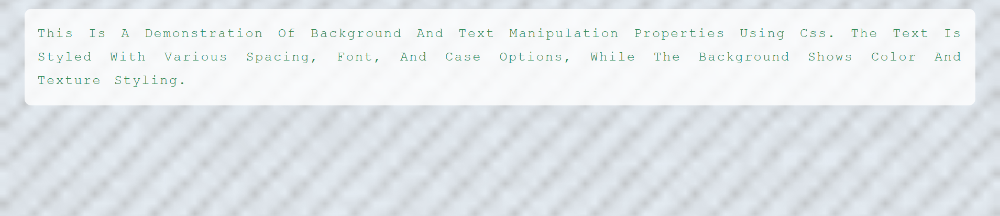 This Is A Demonstration Of Background And Text Manipulation Properties Using Css. The Text Is
Styled With Various Spacing, Font, And Case Options, While The Background Shows Color And
Texture Styling.